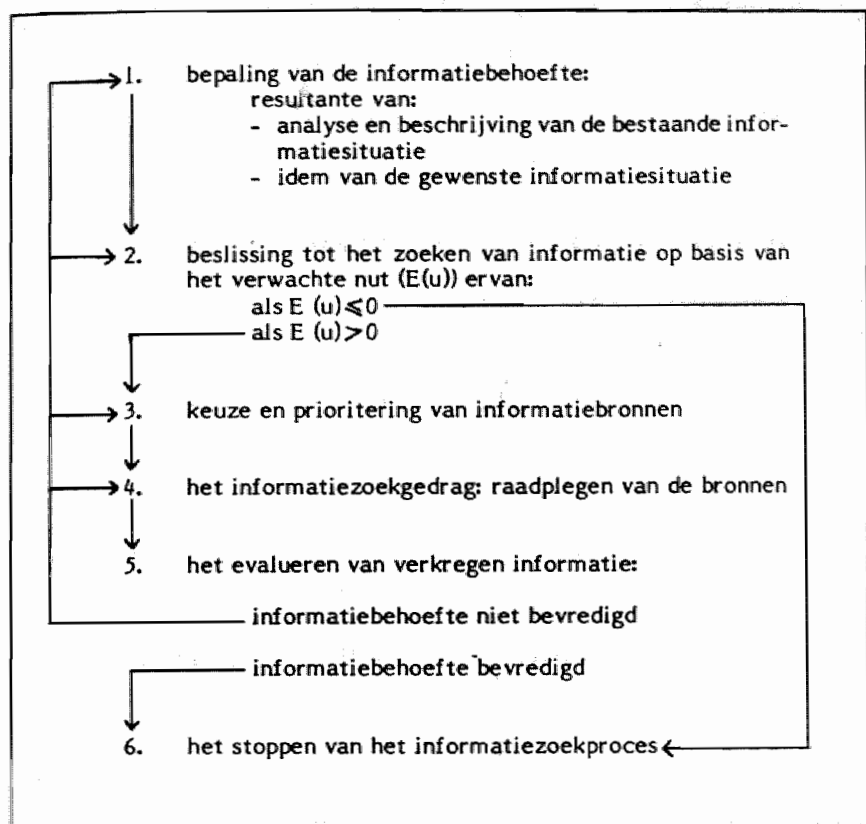 1. bepaling van de informatiebehoefte:
resultante van:
- analyse en beschrijving van de bestaande infor-
matiesituatie
- idem van de gewenste informatiesituatie
2. beslissing tot het zoeken van informatie op basis van
het verwachte nut (E(u)) ervan:
als E (u)⩽0
als E (u)>0
3. keuze en prioritering van informatiebronnen
4. het informatiezoekgedrag: raadplegen van de bronnen
5. het evalueren van verkregen informatie:
informatiebehoefte niet bevredigd
informatiebehoefte bevredigd
6. het stoppen van het informatiezoekproces